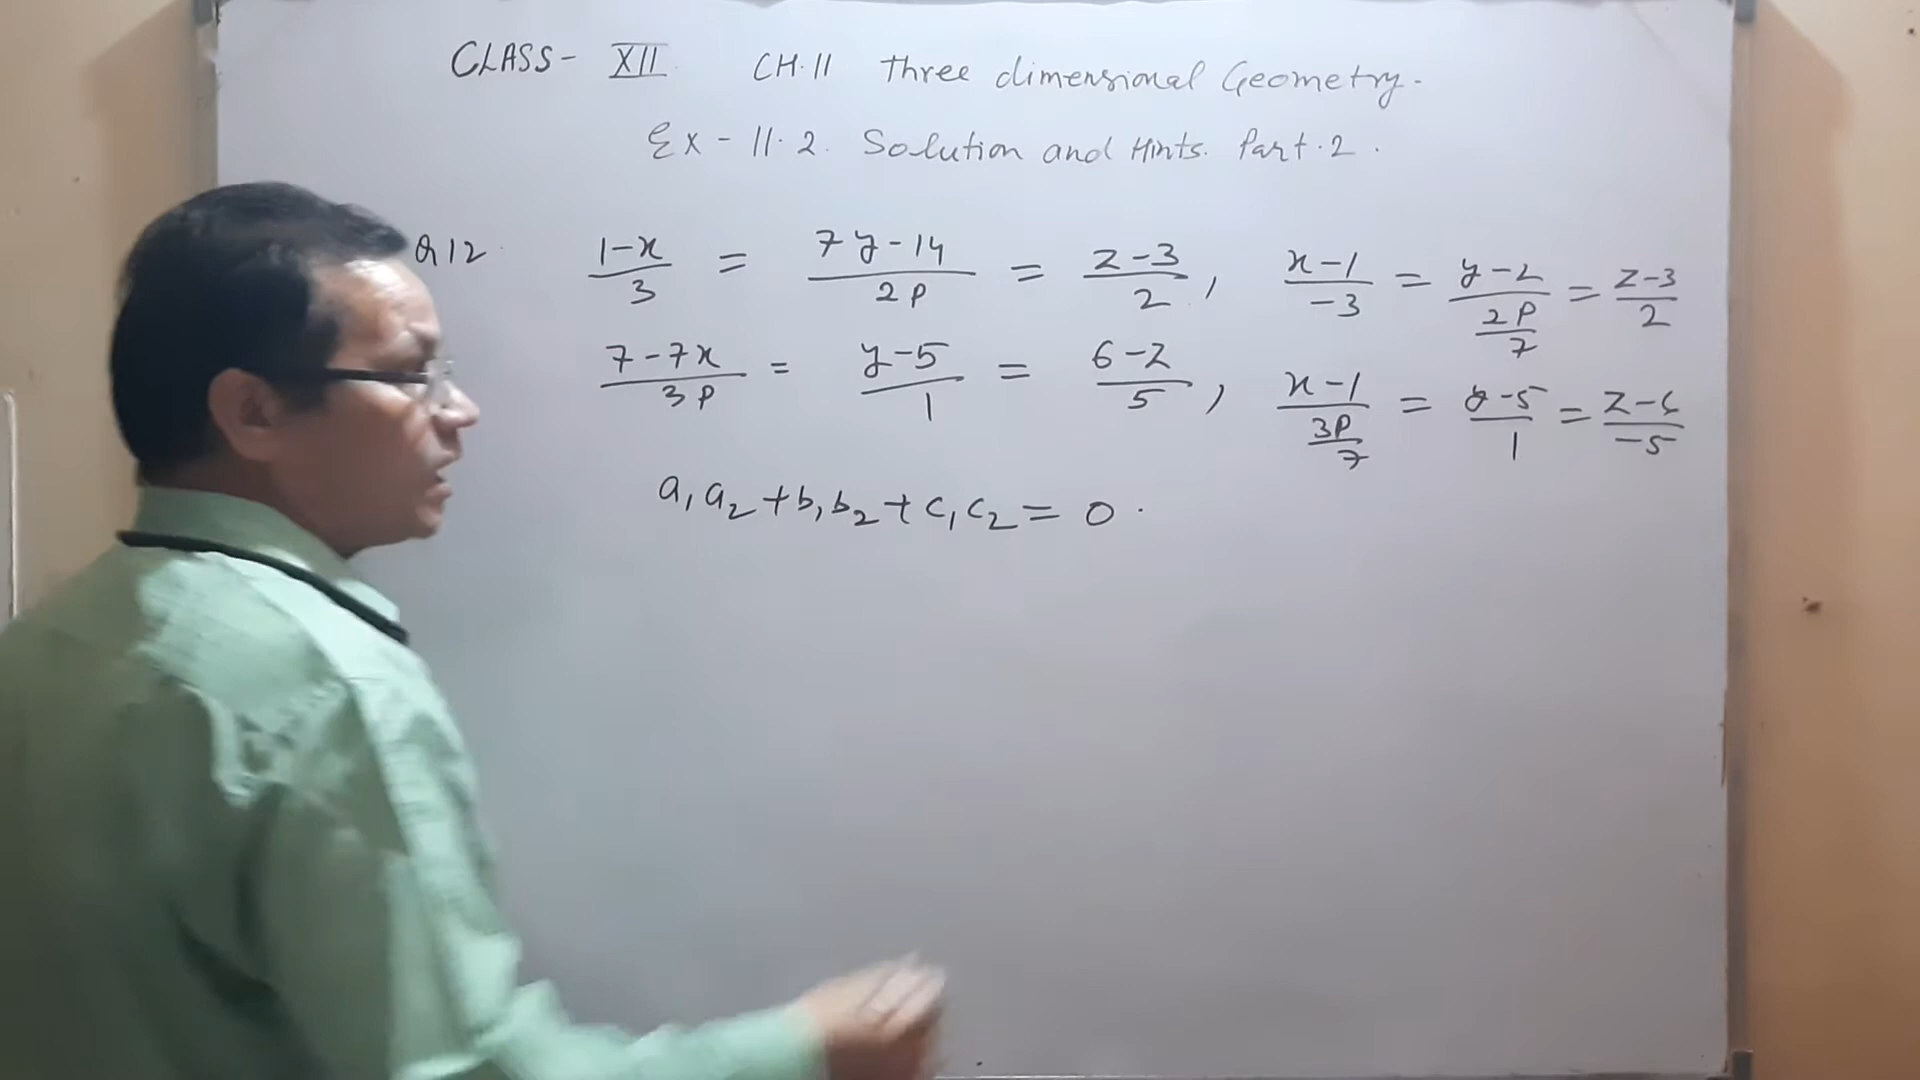 CLASS- XII CH.11 Three dimensional Geometry.
Ex - 11.2. Solution and Hints. Part.2.
Q12. (1-x)/3 = (7y-14)/2P = (z-3)/2, (x-1)/-3 = (y-2)/(2P/7) = (z-3)/2
(7-7x)/3P = (y-5)/1 = (6-z)/5, (x-1)/(3P/7) = (y-5)/1 = (z-6)/-5
a₁a₂+b₁b₂+c₁c₂=0.